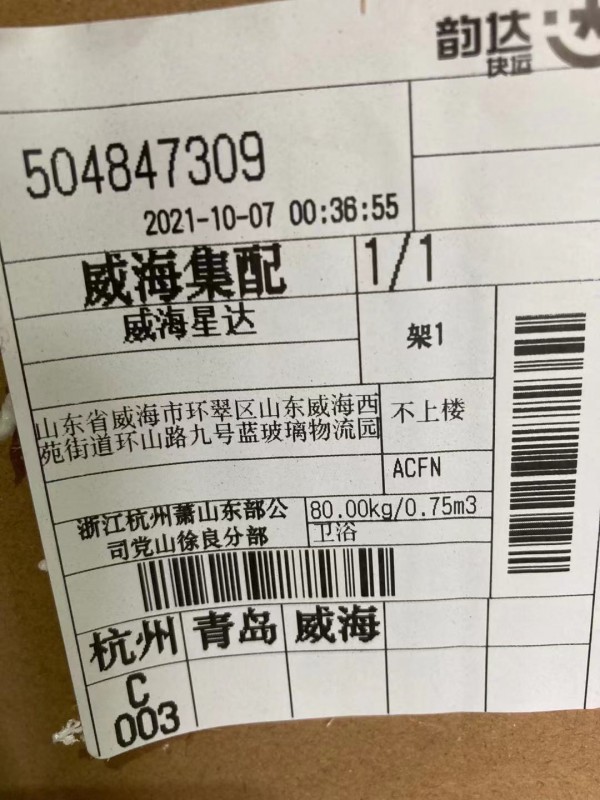 韵达
快运
504847309
2021-10-07 00:36:55
威海集配
1/1
威海星达
架1
山东省威海市环翠区山东威海西
苑街道环山路九号蓝玻璃物流园
不上楼
ACFN
浙江杭州萧山东部公
司党山徐良分部
80.00kg/0.75m3
卫浴
杭州 青岛 威海
C
003